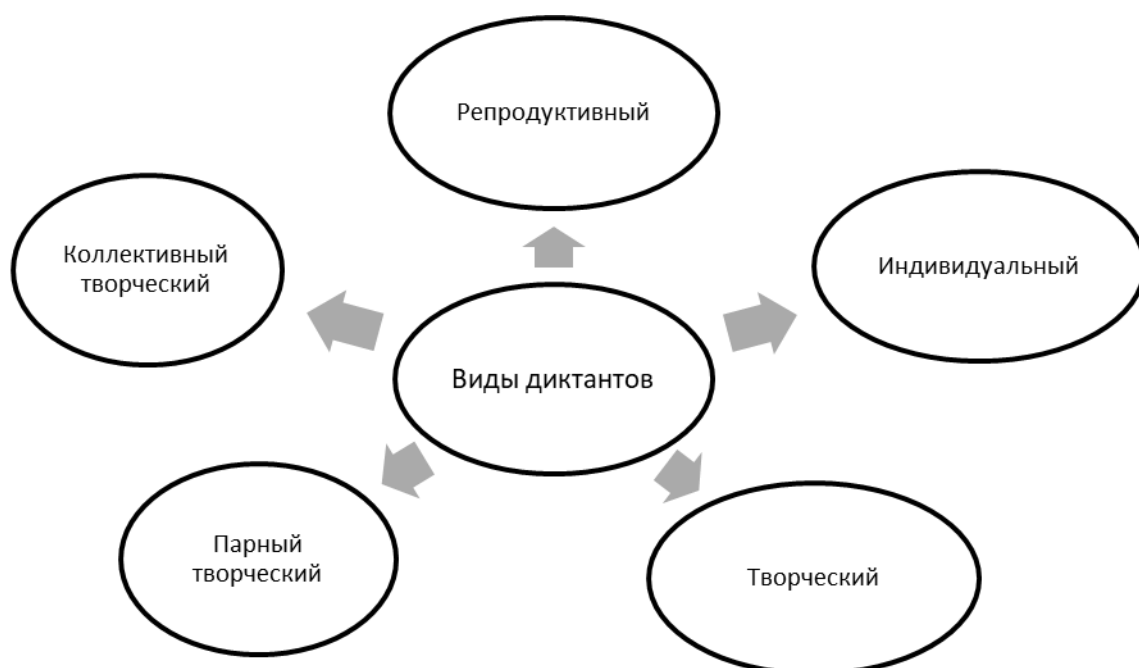 Репродуктивный
Коллективный
творческий
Индивидуальный
Виды диктантов
Парный
творческий
Творческий